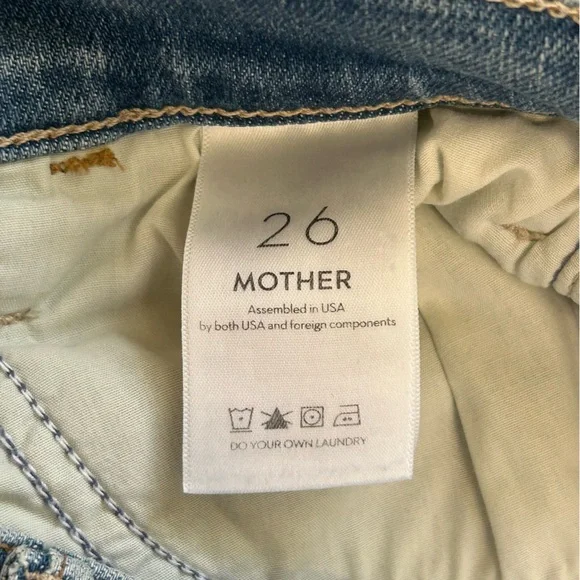 26
MOTHER
Assembled in USA
by both USA and foreign components
DO YOUR OWN LAUNDRY